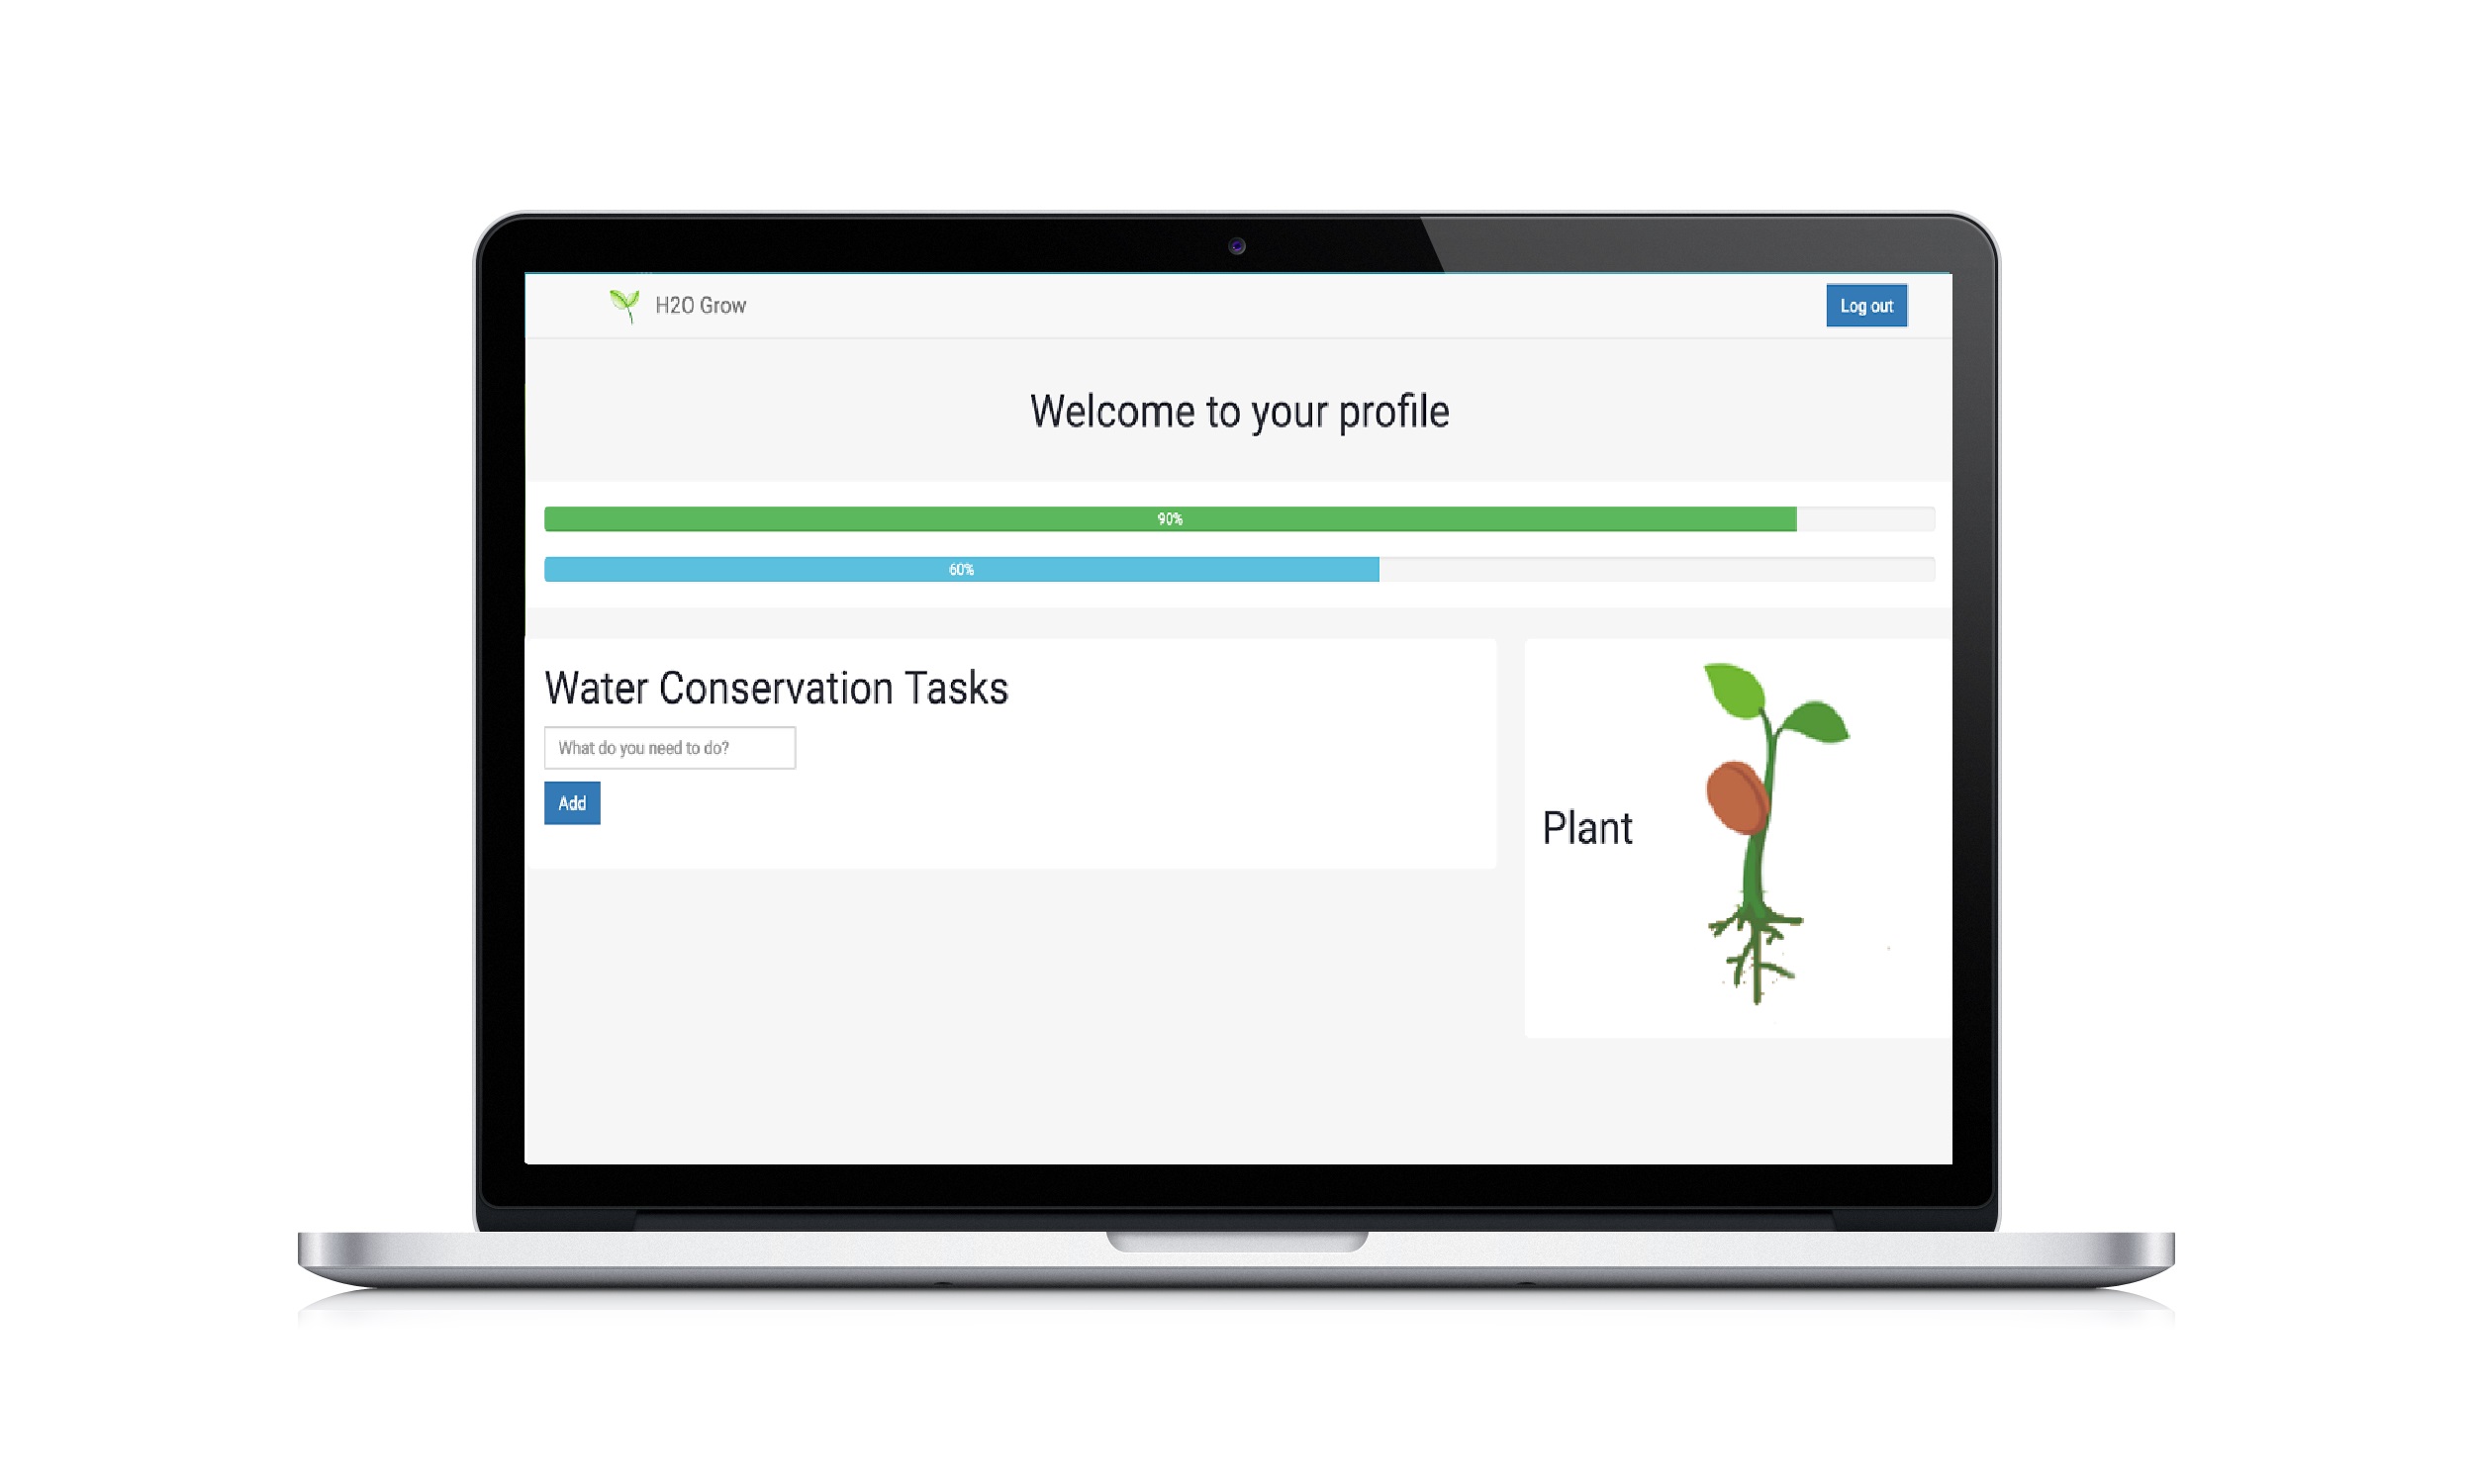 H2O Grow
Log out
Welcome to your profile
90%
60%
Water Conservation Tasks
What do you need to do?
Add
Plant